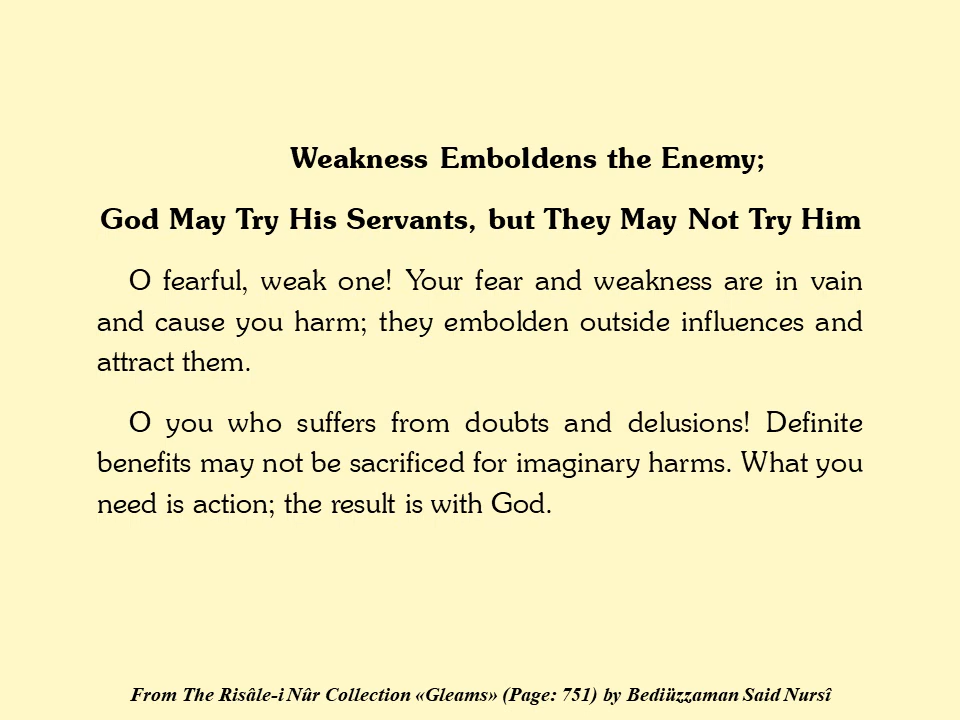 Weakness Emboldens the Enemy;
God May Try His Servants, but They May Not Try Him
O fearful, weak one! Your fear and weakness are in vain
and cause you harm; they embolden outside influences and
attract them.
O you who suffers from doubts and delusions! Definite
benefits may not be sacrificed for imaginary harms. What you
need is action; the result is with God.
From The Risâle-i Nûr Collection «Gleams» (Page: 751) by Bediüzzaman Said Nursî